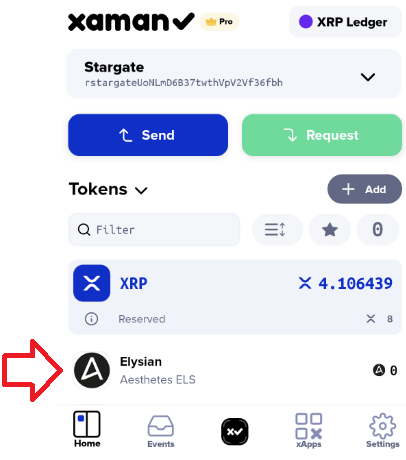 xaman Pro
XRP Ledger
Stargate
rstargateUoNLmD6B37twthVpV2Vf36fbh
Send
Request
Tokens
Add
Filter
0
XRP
4.106439
Reserved
8
Elysian
Aesthetes ELS
0
Home
Events
xApps
Settings